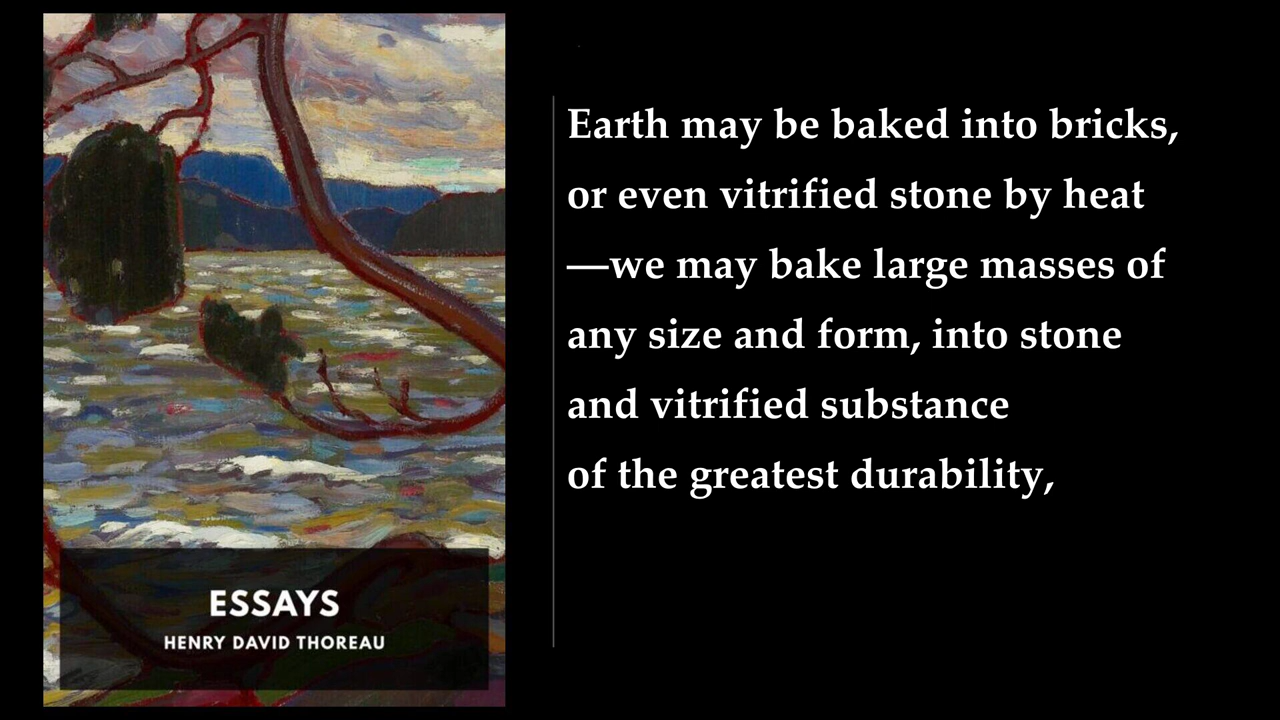 Earth may be baked into bricks,
or even vitrified stone by heat
—we may bake large masses of
any size and form, into stone
and vitrified substance
of the greatest durability,
ESSAYS
HENRY DAVID THOREAU